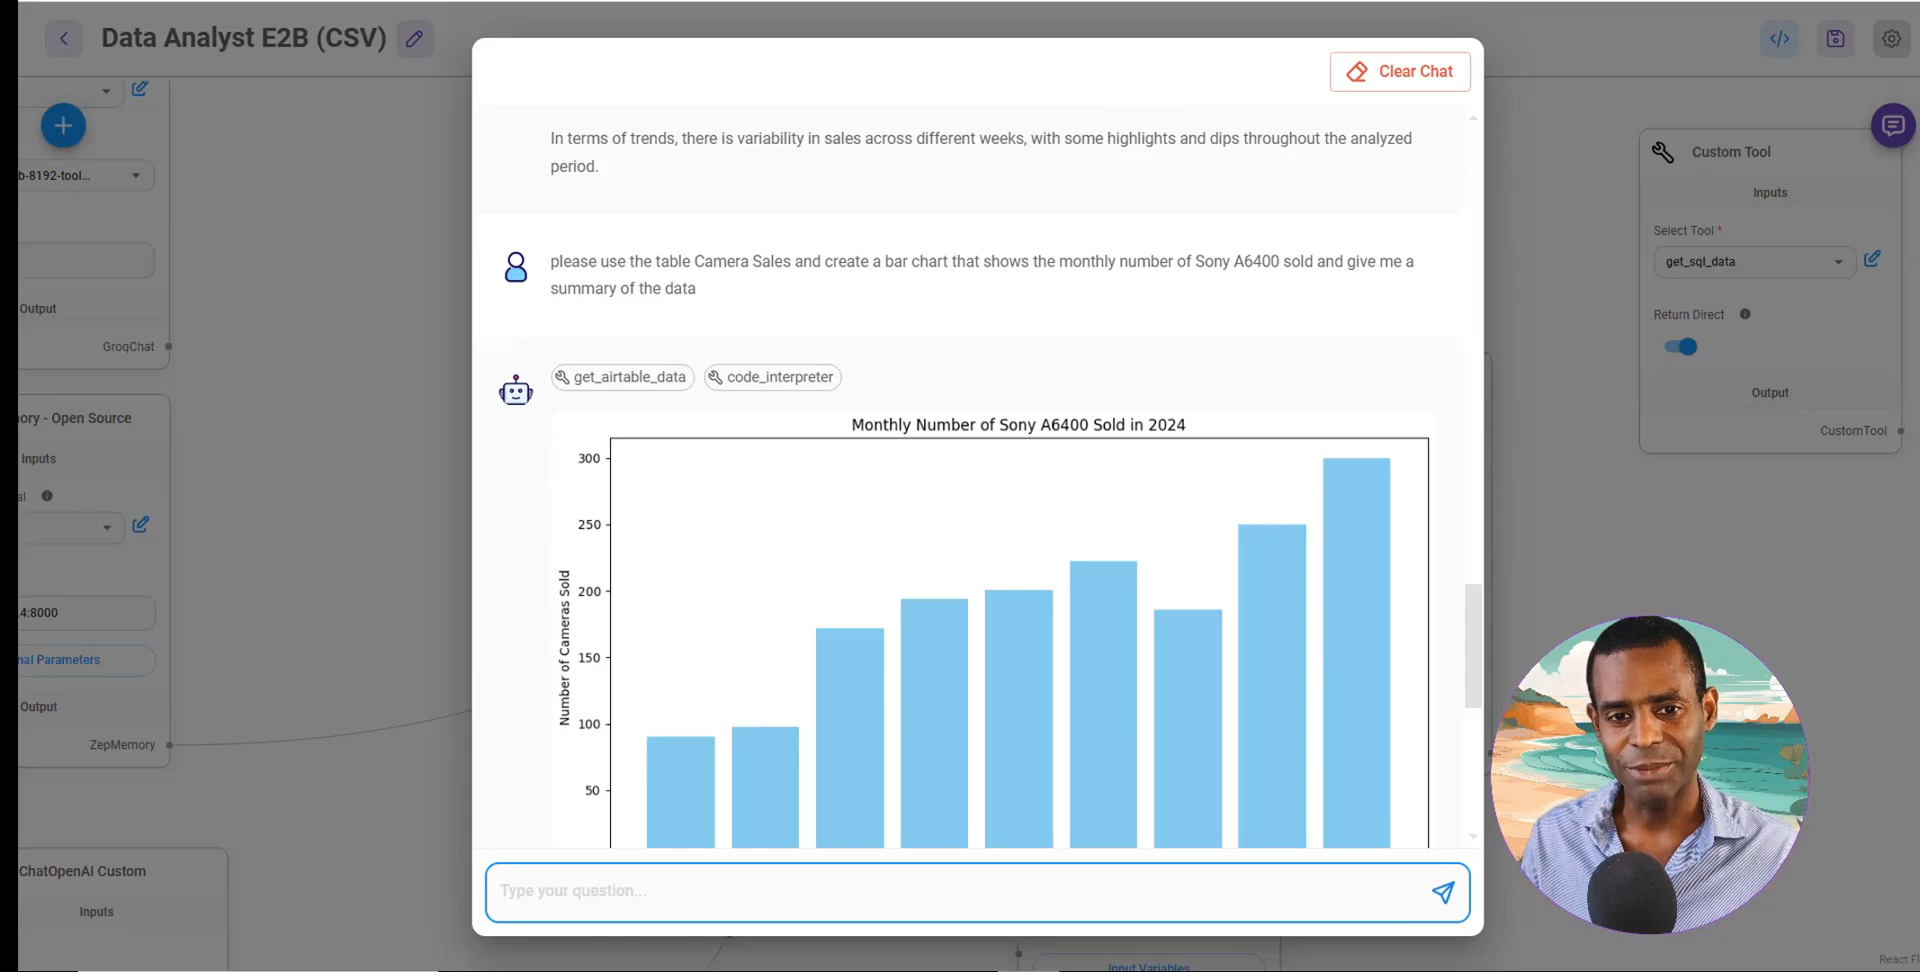 Data Analyst E2B (CSV)
Clear Chat
In terms of trends, there is variability in sales across different weeks, with some highlights and dips throughout the analyzed
period.
please use the table Camera Sales and create a bar chart that shows the monthly number of Sony A6400 sold and give me a
summary of the data
get_airtable_data
code_interpreter
Monthly Number of Sony A6400 Sold in 2024
Number of Cameras Sold
300
250
200
150
100
50
Type your question...
b-8192-tool...
Output
GroqChat
ory - Open Source
Inputs
al
.4:8000
nal Parameters
Output
ZepMemory
ChatOpenAI Custom
Inputs
Custom Tool
Inputs
Select Tool *
get_sql_data
Return Direct
Output
CustomTool
Input Variables
React Fl